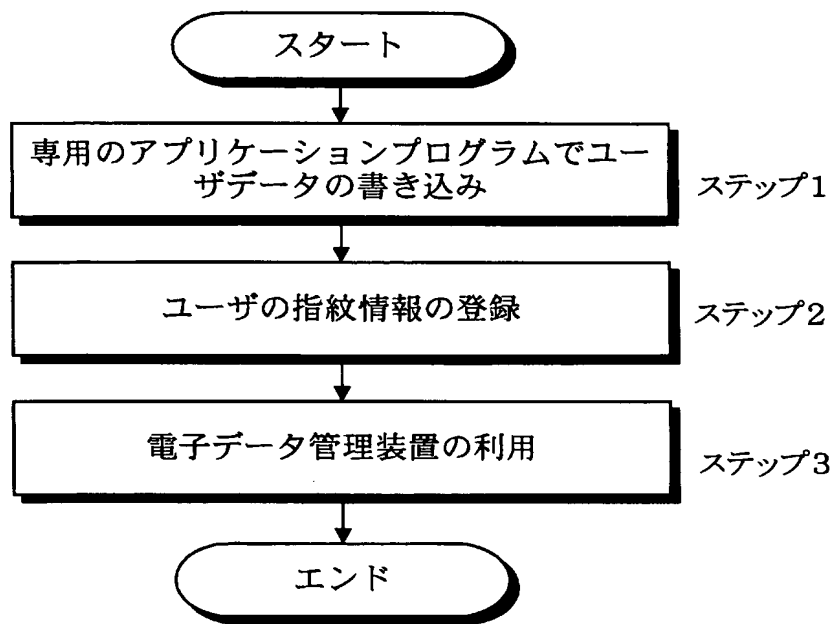 スタート
専用のアプリケーションプログラムでユー
ザデータの書き込み
ステップ1
ユーザの指紋情報の登録
ステップ2
電子データ管理装置の利用
ステップ3
エンド